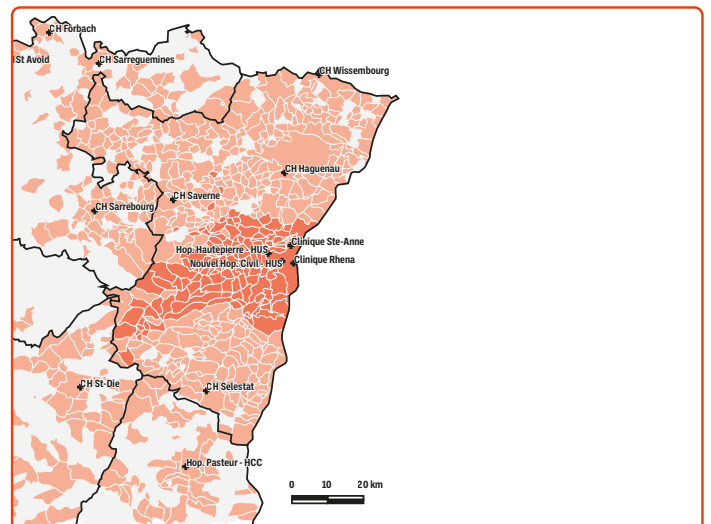 CH Forbach
St Avold
CH Sarreguemines
CH Wissembourg
CH Haguenau
CH Saverne
CH Sarrebourg
Clinique Ste-Anne
Hop. Hautepierre - HUS
Nouvel Hop. Civil - HUS
Clinique Rhena
CH St-Die
CH Selestat
Hop. Pasteur - HCC
0 10 20 km